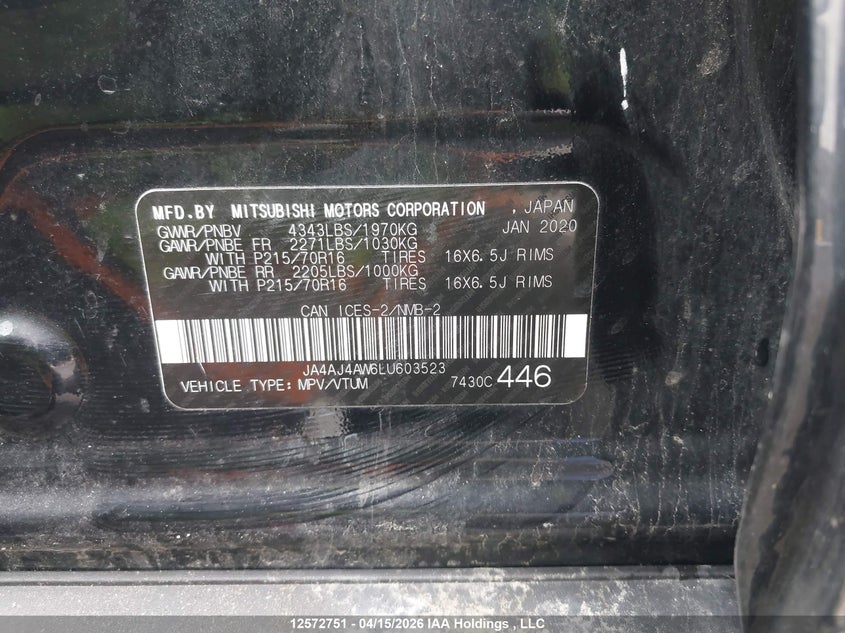 MFD.BY MITSUBISHI MOTORS CORPORATION , JAPAN
GVWR/PNBV 4343LBS/1970KG JAN 2020
GAWR/PNBE FR 2271LBS/1030KG
WITH P215/70R16 TIRES 16X6.5J RIMS
GAWR/PNBE RR 2205LBS/1000KG
WITH P215/70R16 TIRES 16X6.5J RIMS
CAN ICES-2/NMB-2
JA4AJ4AW6LU603523
VEHICLE TYPE:MPV/VTUM 7430C 446
12572751 - 04/15/2026 IAA Holdings , LLC